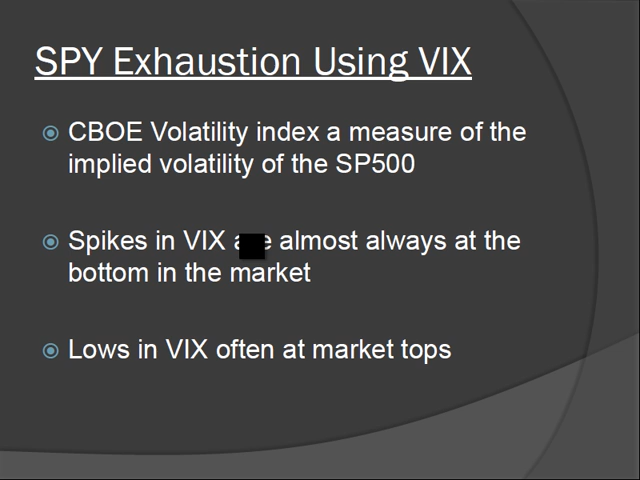 SPY Exhaustion Using VIX
CBOE Volatility index a measure of the
implied volatility of the SP500
Spikes in VIX are almost always at the
bottom in the market
Lows in VIX often at market tops